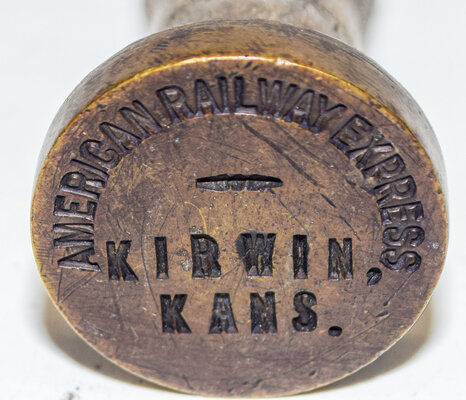 AMERICAN RAILWAY EXPRESS
KIRWIN,
KANS.